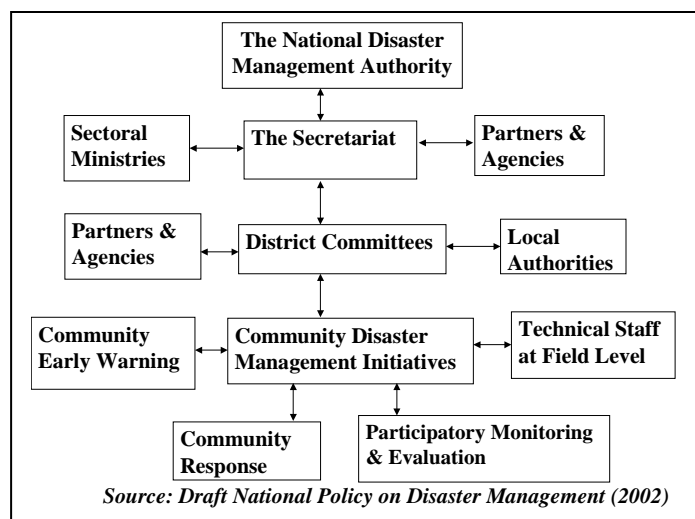 The National Disaster
Management Authority
Sectoral
Ministries
The Secretariat
Partners &
Agencies
Partners &
Agencies
District Committees
Local
Authorities
Community
Early Warning
Community Disaster
Management Initiatives
Technical Staff
at Field Level
Community
Response
Participatory Monitoring
& Evaluation
Source: Draft National Policy on Disaster Management (2002)